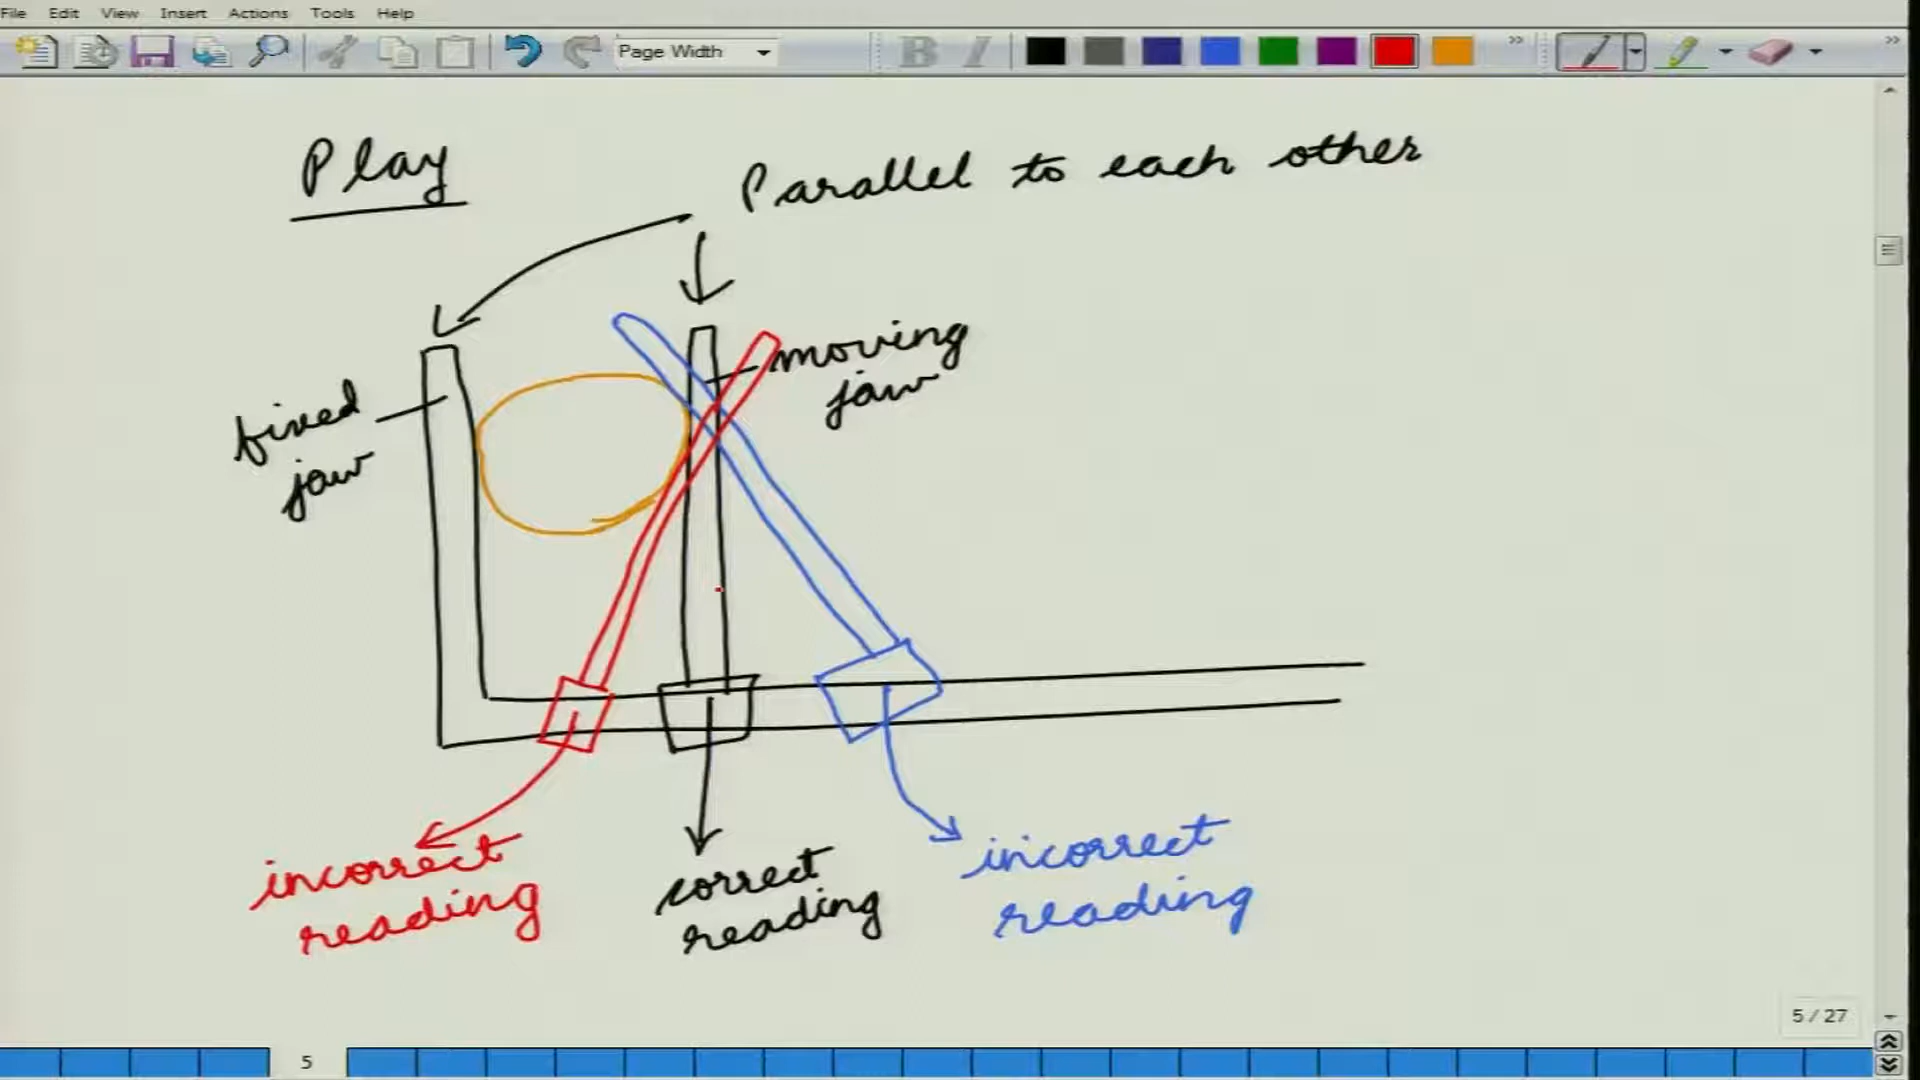 File Edit View Insert Actions Tools Help
Page Width
B I
Play
Parallel to each other
fixed
jaw
moving
jaw
incorrect
reading
correct
reading
incorrect
reading
5 / 27
5